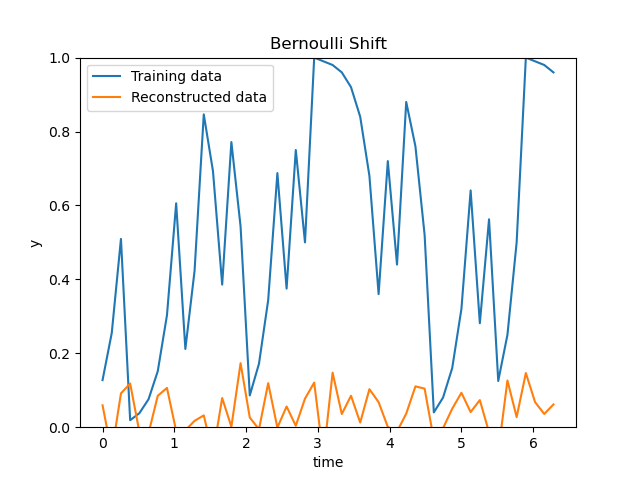 Bernoulli Shift
Training data
Reconstructed data
1.0
0.8
0.6
0.4
0.2
0.0
y
0 1 2 3 4 5 6
time